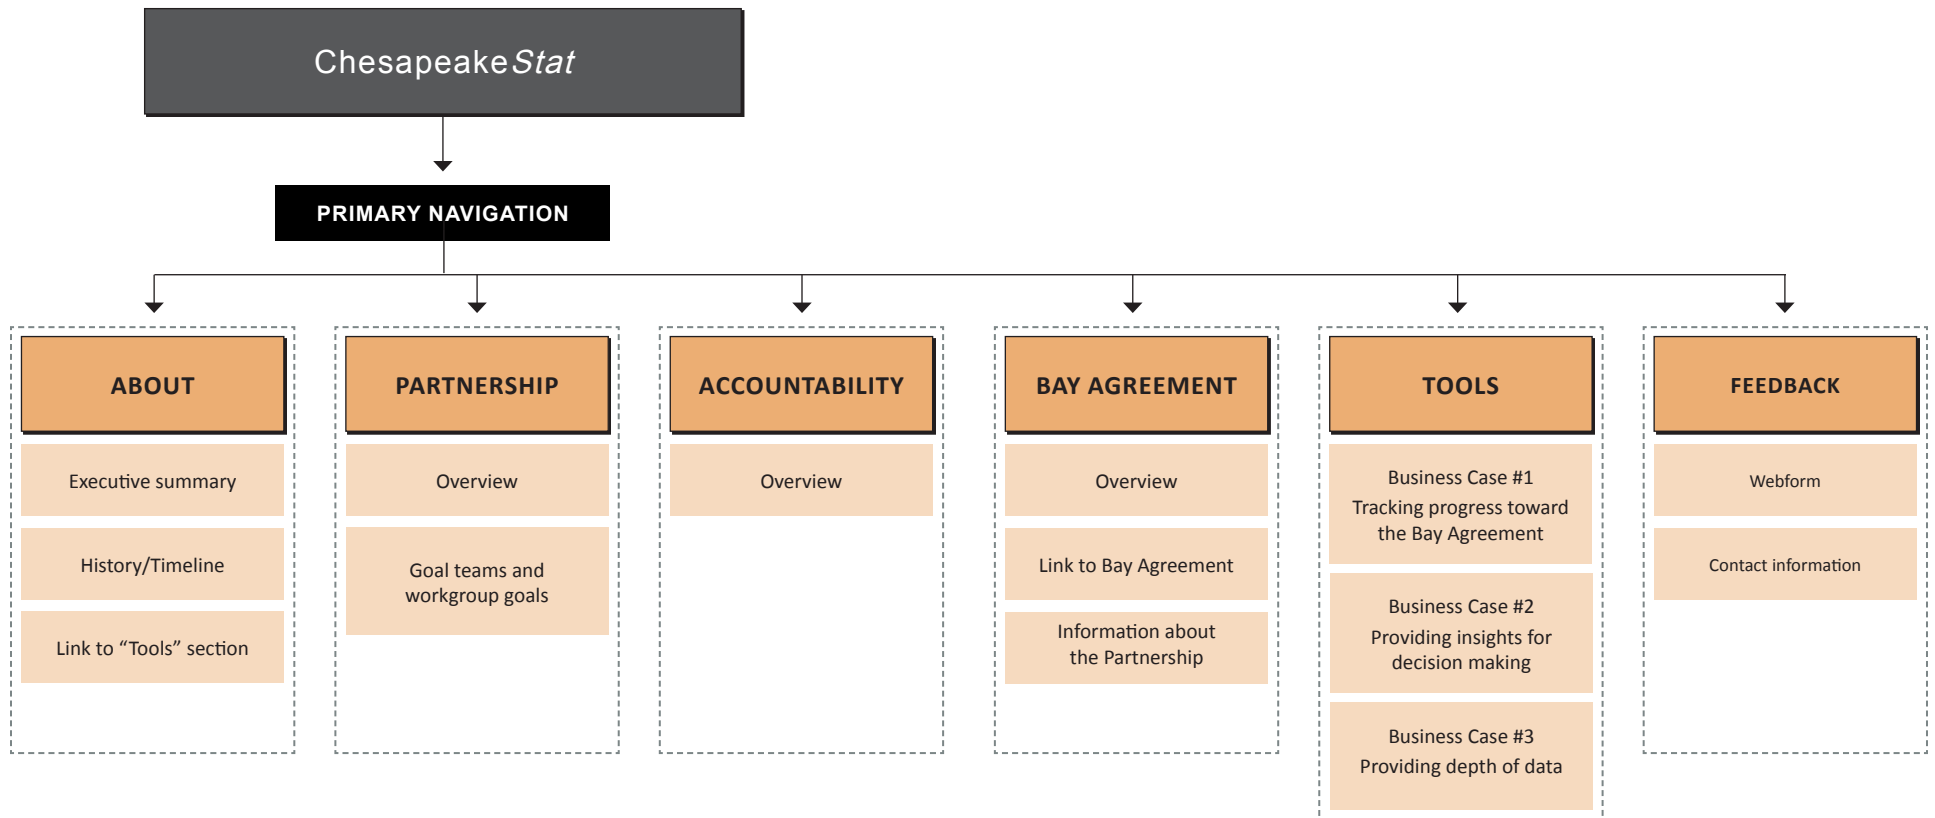 ChesapeakeStat
PRIMARY NAVIGATION
ABOUT
Executive summary
History/Timeline
Link to “Tools” section
PARTNERSHIP
Overview
Goal teams and
workgroup goals
ACCOUNTABILITY
Overview
BAY AGREEMENT
Overview
Link to Bay Agreement
Information about
the Partnership
TOOLS
Business Case #1
Tracking progress toward
the Bay Agreement
Business Case #2
Providing insights for
decision making
Business Case #3
Providing depth of data
FEEDBACK
Webform
Contact information